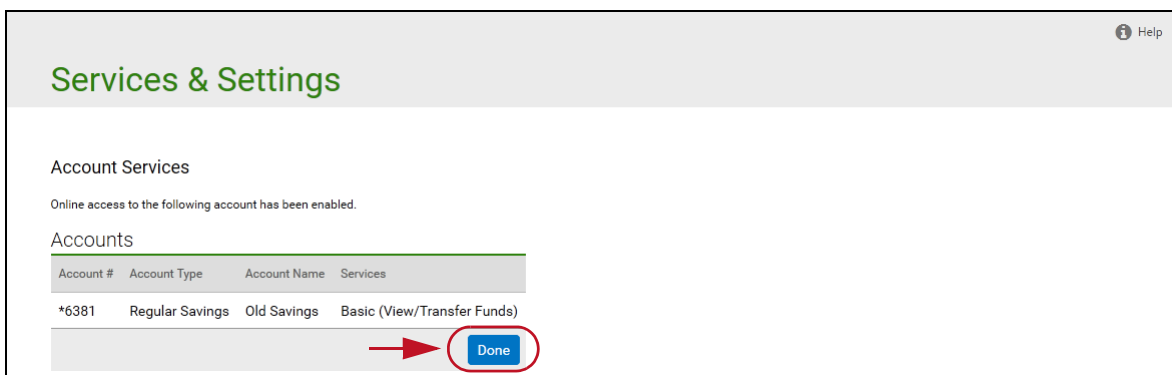 Help
Services & Settings
Account Services
Online access to the following account has been enabled.
Accounts
Account # Account Type Account Name Services
*6381 Regular Savings Old Savings Basic (View/Transfer Funds)
Done